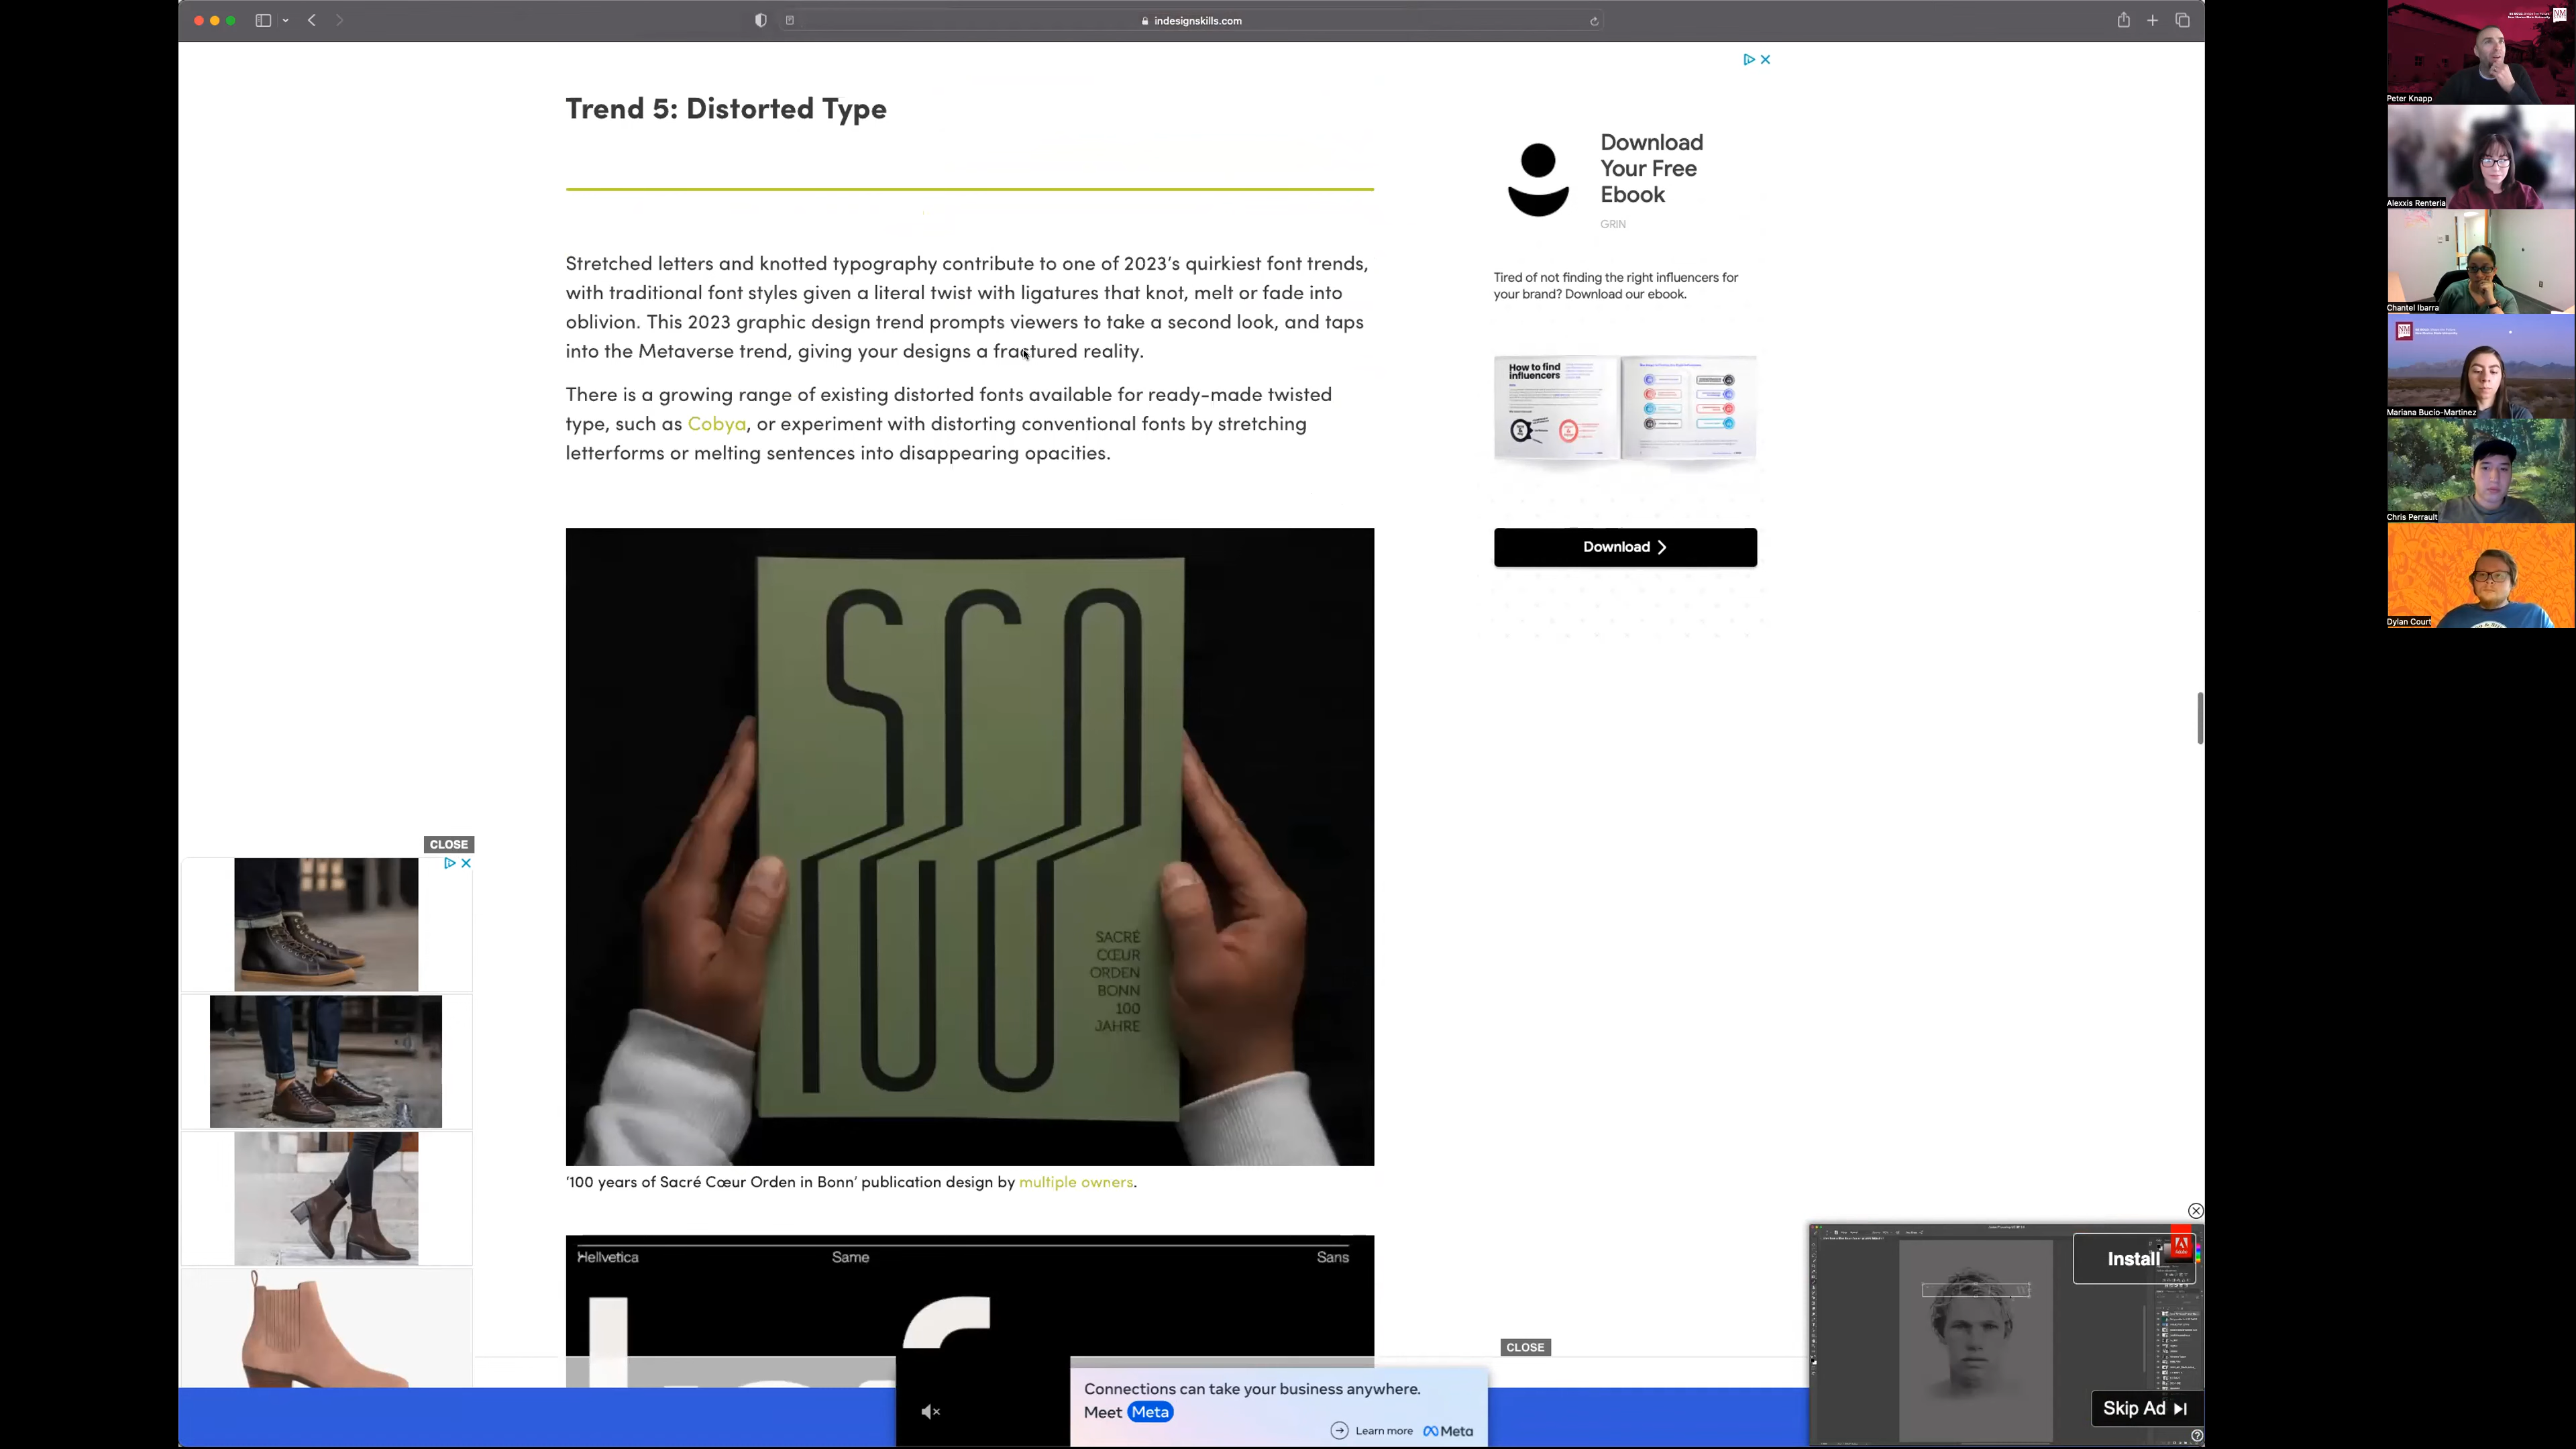 indesignskills.com
Trend 5: Distorted Type
Stretched letters and knotted typography contribute to one of 2023's quirkiest font trends,
with traditional font styles given a literal twist with ligatures that knot, melt or fade into
oblivion. This 2023 graphic design trend prompts viewers to take a second look, and taps
into the Metaverse trend, giving your designs a fractured reality.
There is a growing range of existing distorted fonts available for ready-made twisted
type, such as Cobya, or experiment with distorting conventional fonts by stretching
letterforms or melting sentences into disappearing opacities.
SCO
100
SACRÉ
CŒUR
ORDEN
BONN
100
JAHRE
'100 years of Sacré Cœur Orden in Bonn' publication design by multiple owners.
Hellvetica
Same
Sans
Download
Your Free
Ebook
GRIN
Tired of not finding the right influencers for
your brand? Download our ebook.
How to find
influencers
Download
CLOSE
CLOSE
Connections can take your business anywhere.
Meet Meta
Learn more
Meta
Install
Adobe
Skip Ad
NM
Peter Knapp
Alexxis Renteria
Chantel Ibarra
NM
Mariana Bucio-Martinez
Chris Perrault
Dylan Court